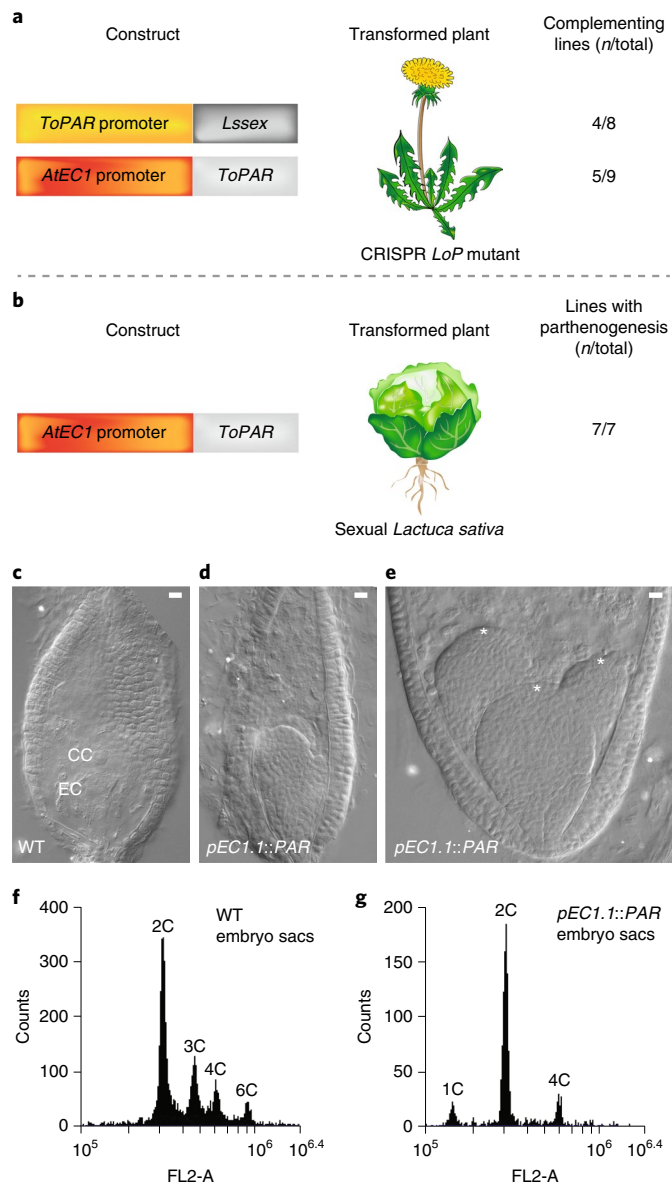 a
Construct
Transformed plant
Complementing
lines (n/total)
ToPAR promoter
Lssex
4/8
AtEC1 promoter
ToPAR
5/9
CRISPR LoP mutant
b
Construct
Transformed plant
Lines with
parthenogenesis
(n/total)
AtEC1 promoter
ToPAR
7/7
Sexual Lactuca sativa
c
d
e
CC
EC
WT
pEC1.1::PAR
*
*
*
pEC1.1::PAR
f
400
300
200
100
0
Counts
2C
3C
4C
6C
WT
embryo sacs
10^5
10^6
10^6.4
FL2-A
g
200
150
100
50
0
Counts
1C
2C
4C
pEC1.1::PAR
embryo sacs
10^5
10^6
10^6.4
FL2-A